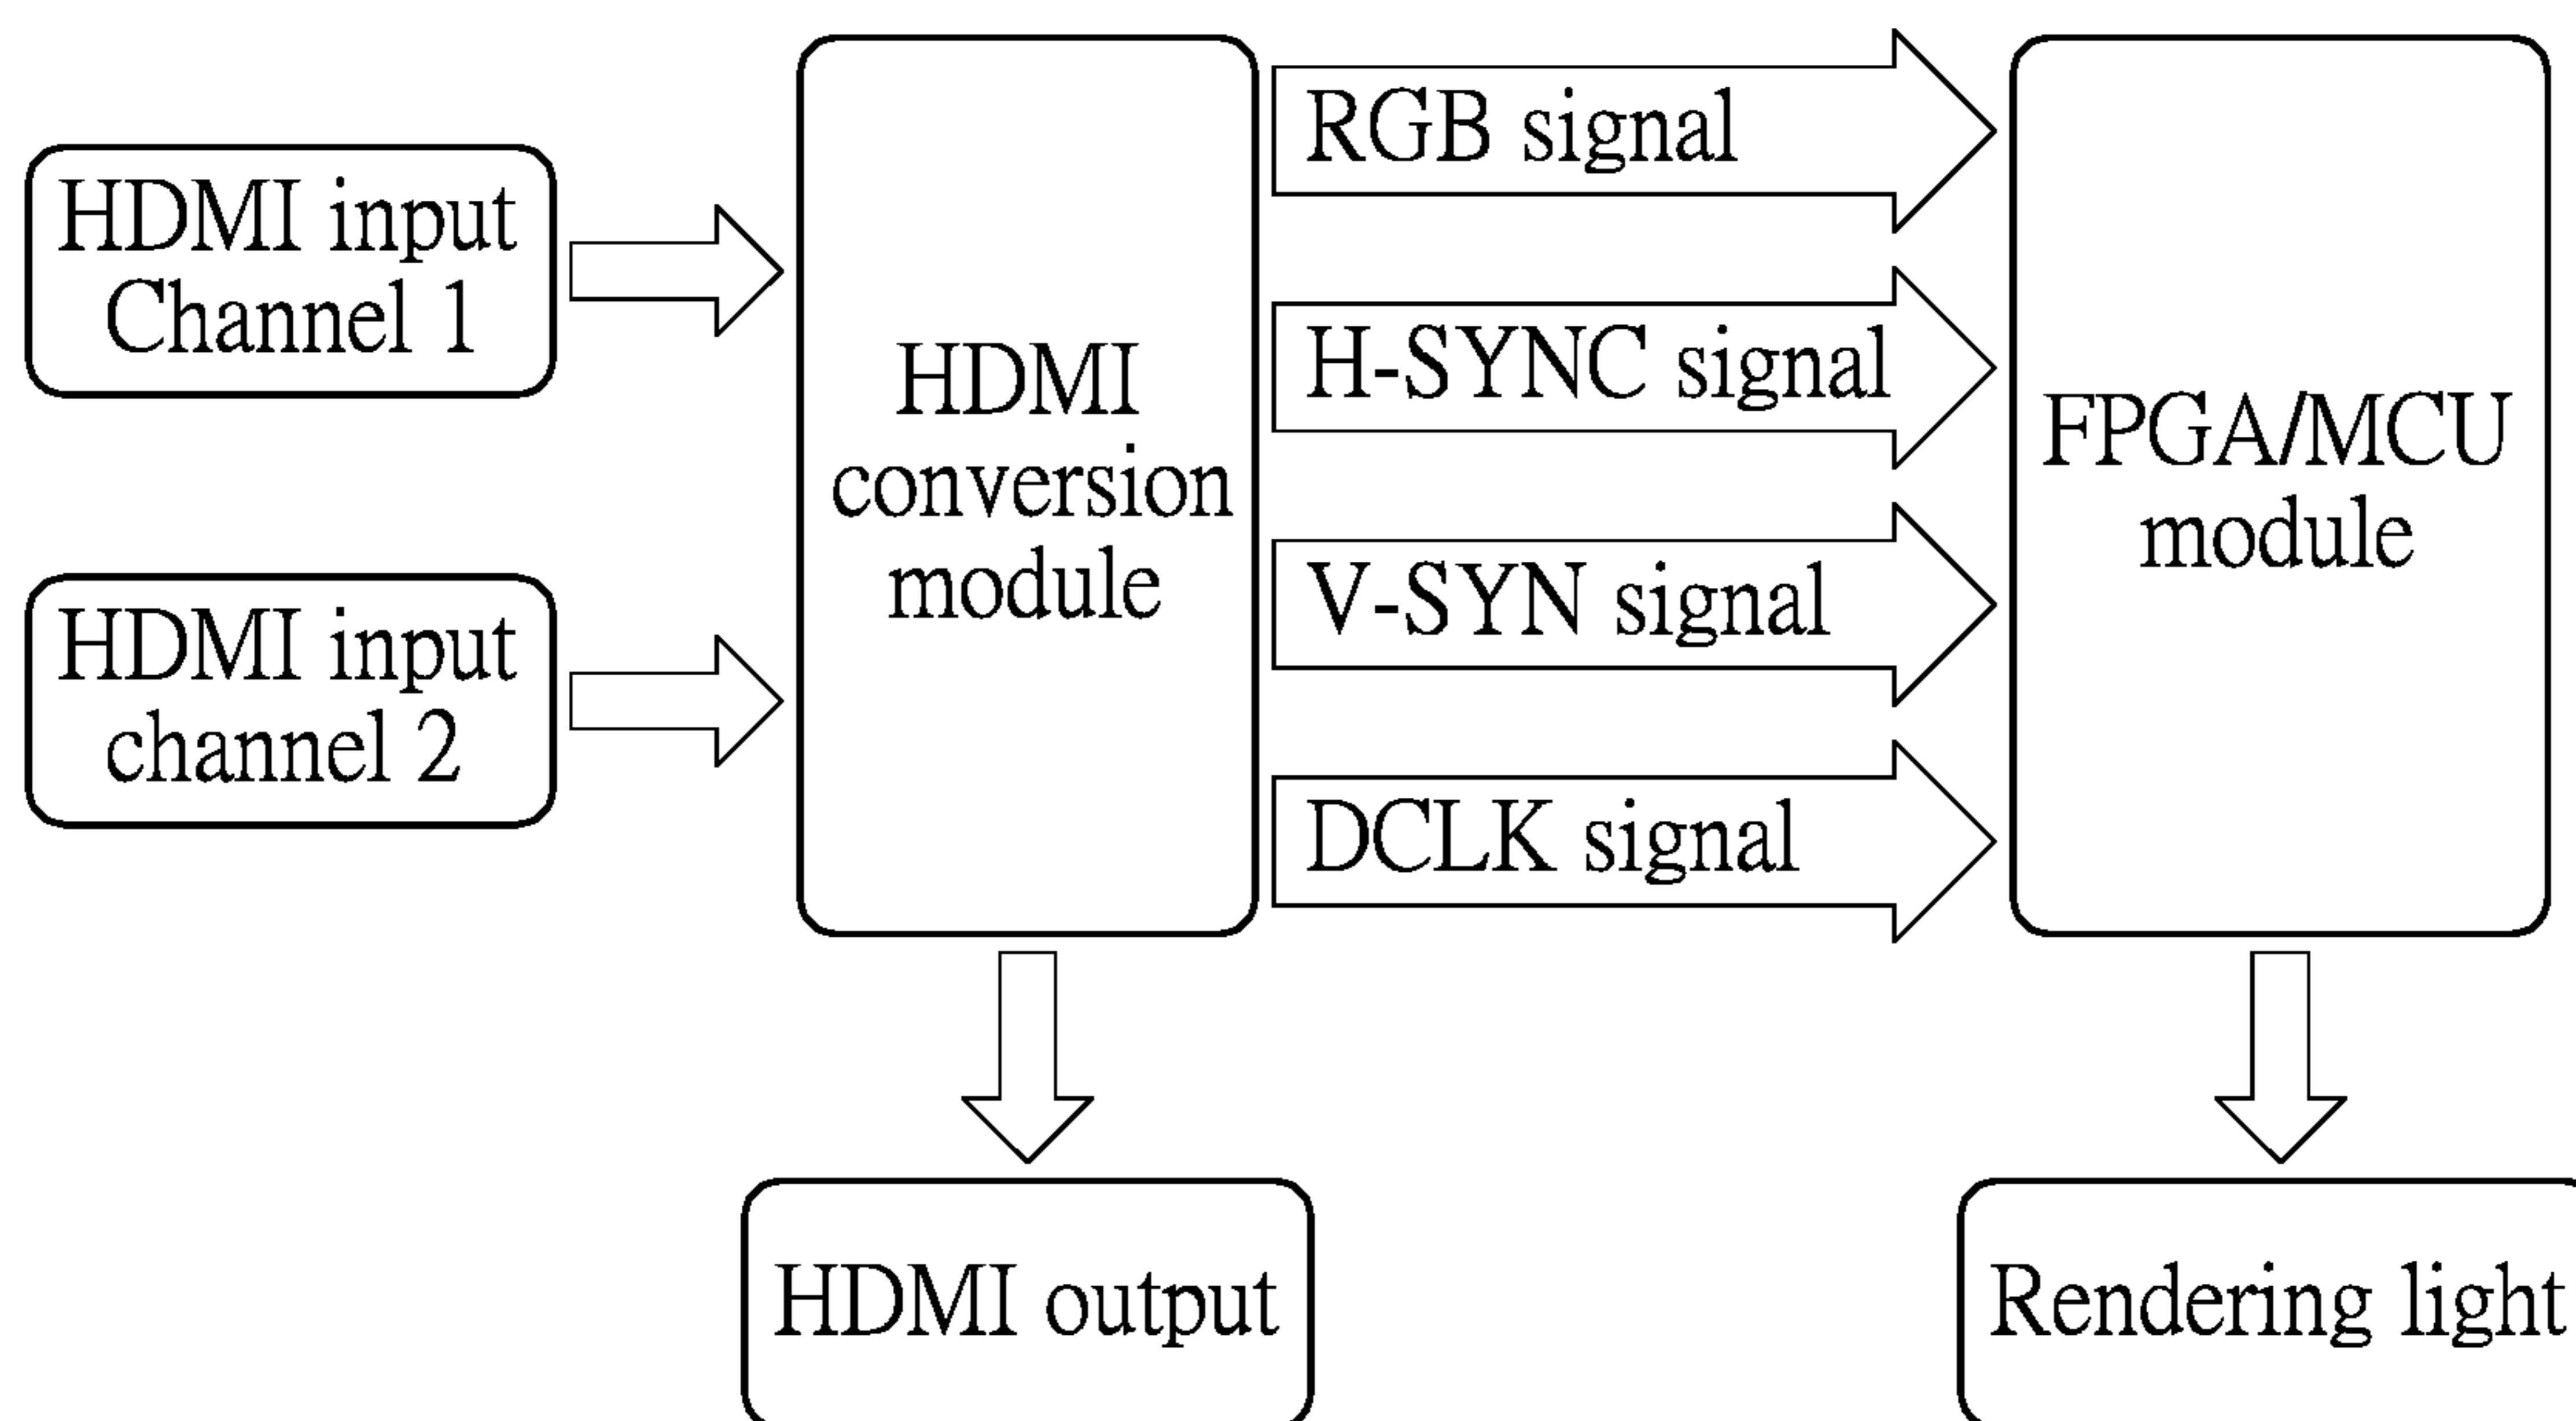 HDMI input
Channel 1
HDMI input
channel 2
HDMI
conversion
module
RGB signal
H-SYNC signal
V-SYN signal
DCLK signal
FPGA/MCU
module
HDMI output
Rendering light